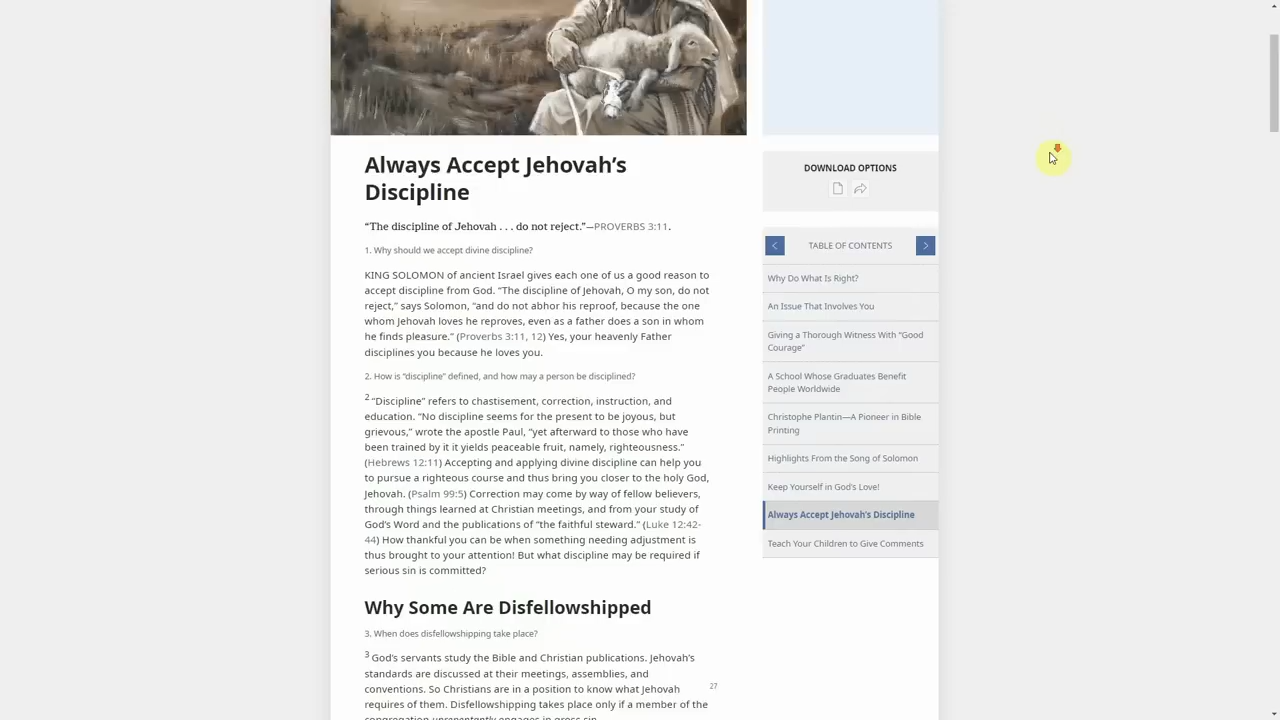 Always Accept Jehovah’s
Discipline
“The discipline of Jehovah . . . do not reject.”—PROVERBS 3:11.
1. Why should we accept divine discipline?
KING SOLOMON of ancient Israel gives each one of us a good reason to
accept discipline from God. “The discipline of Jehovah, O my son, do not
reject,” says Solomon, “and do not abhor his reproof, because the one
whom Jehovah loves he reproves, even as a father does a son in whom
he finds pleasure.” (Proverbs 3:11, 12) Yes, your heavenly Father
disciplines you because he loves you.
2. How is “discipline” defined, and how may a person be disciplined?
2 “Discipline” refers to chastisement, correction, instruction, and
education. “No discipline seems for the present to be joyous, but
grievous,” wrote the apostle Paul, “yet afterward to those who have
been trained by it it yields peaceable fruit, namely, righteousness.”
(Hebrews 12:11) Accepting and applying divine discipline can help you
to pursue a righteous course and thus bring you closer to the holy God,
Jehovah. (Psalm 99:5) Correction may come by way of fellow believers,
through things learned at Christian meetings, and from your study of
God’s Word and the publications of “the faithful steward.” (Luke 12:42-
44) How thankful you can be when something needing adjustment is
thus brought to your attention! But what discipline may be required if
serious sin is committed?
Why Some Are Disfellowshipped
3. When does disfellowshipping take place?
3 God’s servants study the Bible and Christian publications. Jehovah’s
standards are discussed at their meetings, assemblies, and
conventions. So Christians are in a position to know what Jehovah
requires of them. Disfellowshipping takes place only if a member of the
congregation unrepentantly engages in gross sin.
27
DOWNLOAD OPTIONS
TABLE OF CONTENTS
Why Do What Is Right?
An Issue That Involves You
Giving a Thorough Witness With “Good
Courage”
A School Whose Graduates Benefit
People Worldwide
Christophe Plantin—A Pioneer in Bible
Printing
Highlights From the Song of Solomon
Keep Yourself in God’s Love!
Always Accept Jehovah’s Discipline
Teach Your Children to Give Comments